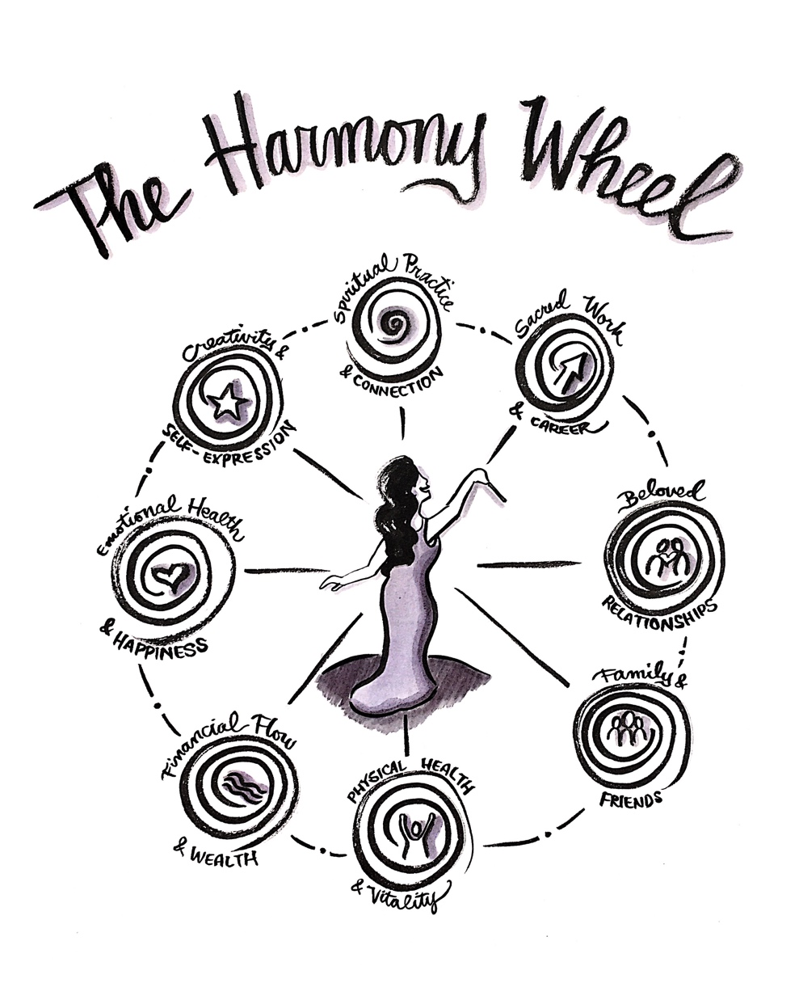 The Harmony Wheel
Spiritual Practice
& CONNECTION
Sacred Work
& CAREER
Beloved
RELATIONSHIPS
Family &
FRIENDS
PHYSICAL HEALTH
& Vitality
Financial Flow
& WEALTH
Emotional Health
& HAPPINESS
Creativity &
SELF-EXPRESSION